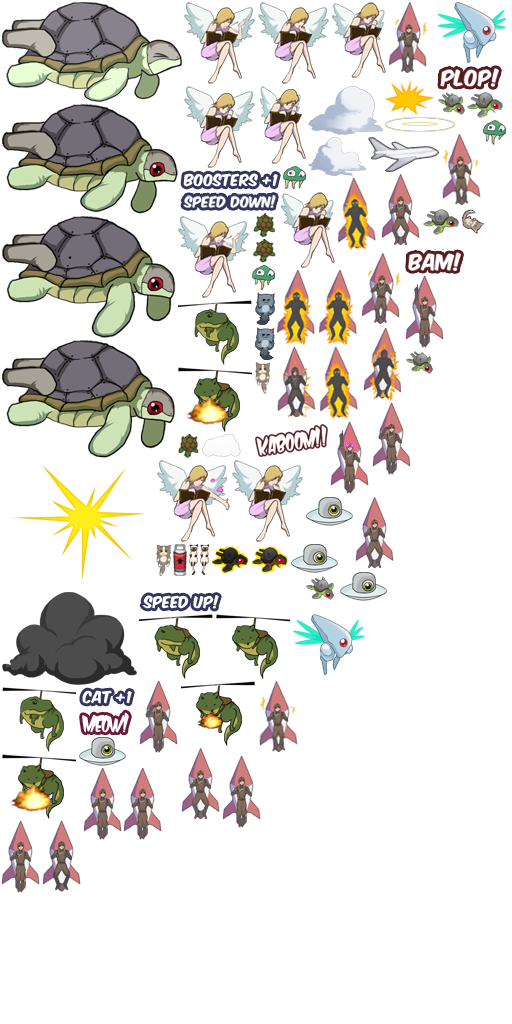 PLOP!
BOOSTERS +1
SPEED DOWN!
BAM!
KABOOM!!
SPEED UP!
CAT +1
MEOW!